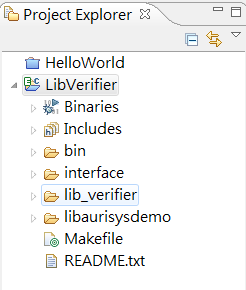 Project Explorer
HelloWorld
LibVerifier
Binaries
Includes
bin
interface
lib_verifier
libaurisysdemo
Makefile
README.txt